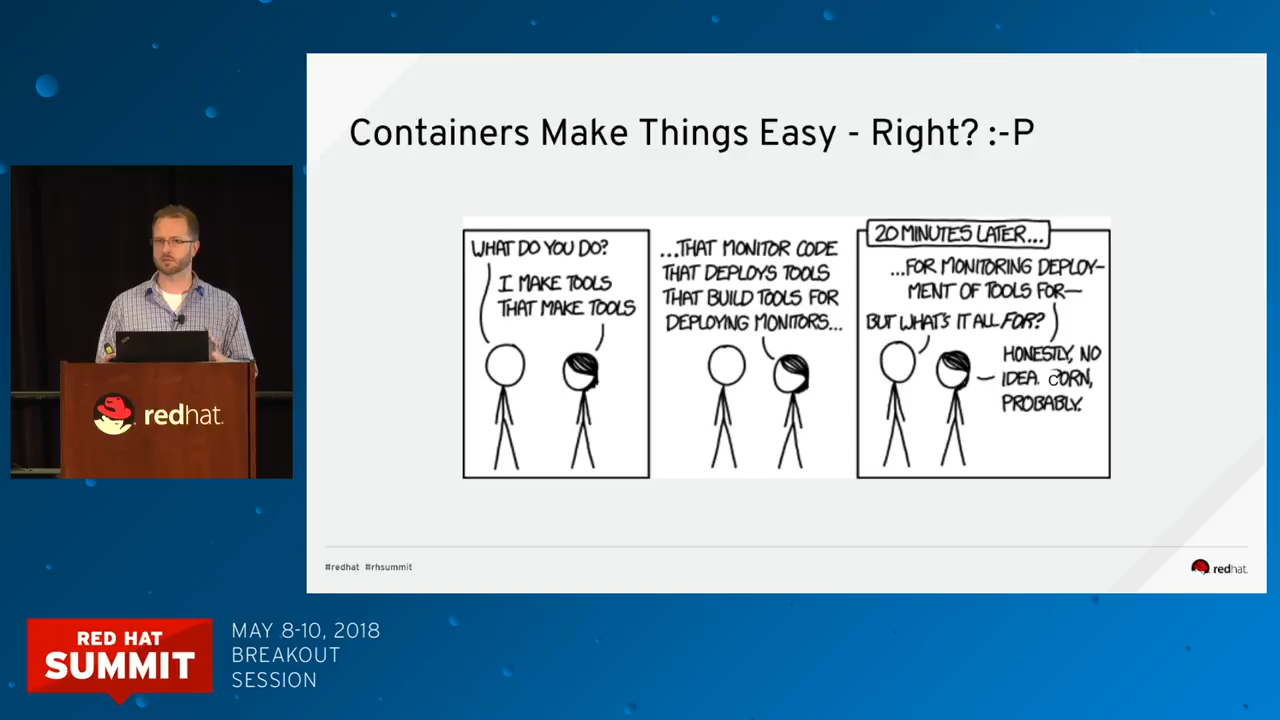 Containers Make Things Easy - Right? :-P
WHAT DO YOU DO?
I MAKE TOOLS
THAT MAKE TOOLS
...THAT MONITOR CODE
THAT DEPLOYS TOOLS
THAT BUILD TOOLS FOR
DEPLOYING MONITORS...
20 MINUTES LATER...
...FOR MONITORING DEPLOY-
MENT OF TOOLS FOR—
BUT WHAT'S IT ALL FOR?
HONESTLY, NO
IDEA. CORN,
PROBABLY.
#redhat #rhsummit
redhat.
redhat.
RED HAT
SUMMIT
MAY 8-10, 2018
BREAKOUT
SESSION